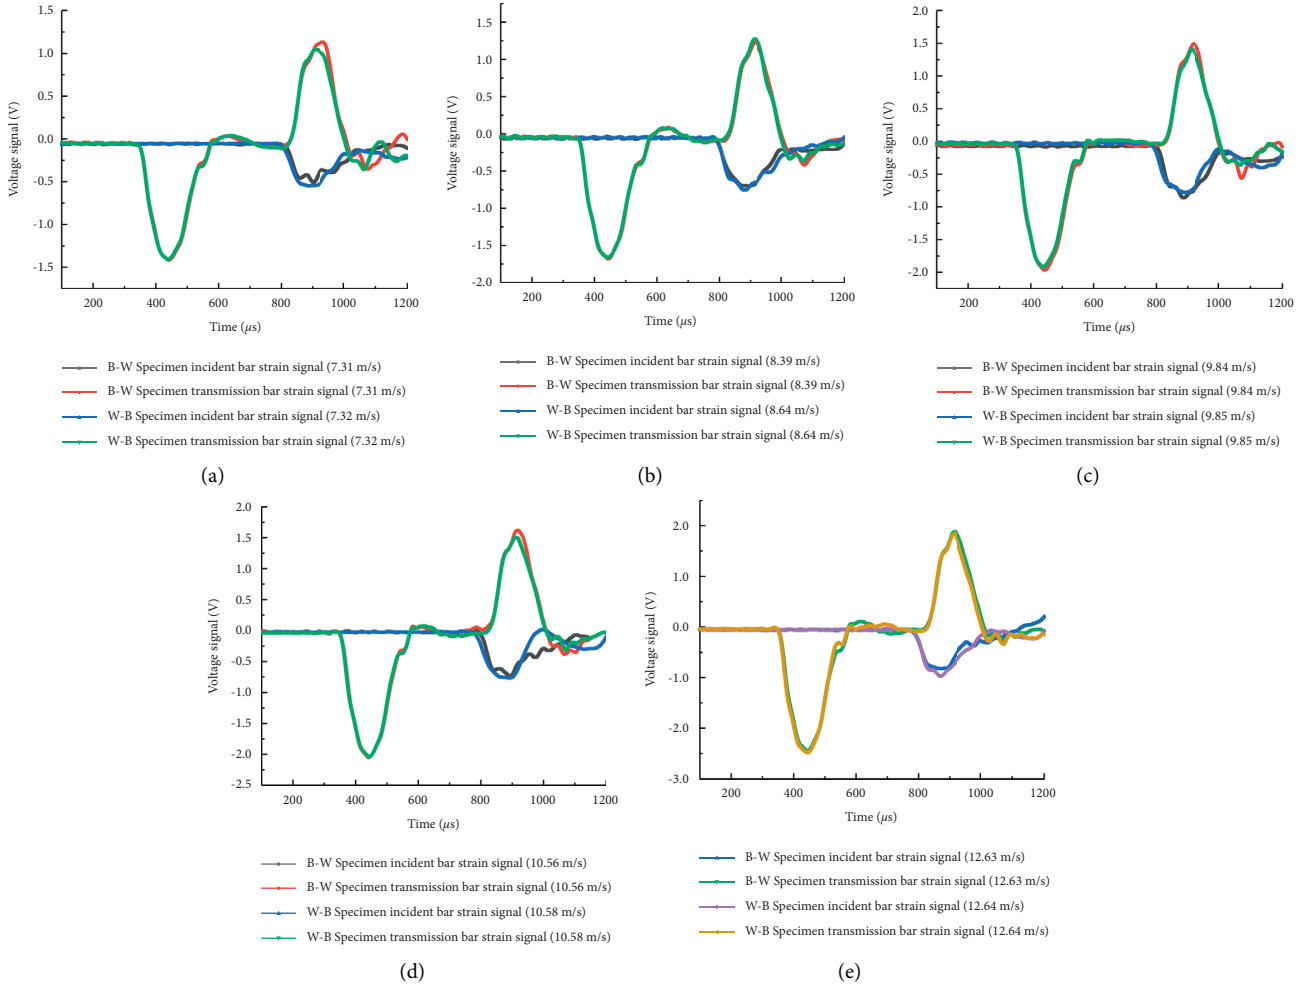 1.5
1.0
0.5
0.0
-0.5
-1.0
-1.5
Voltage signal (V)
200 400 600 800 1000 1200
Time (μs)
B-W Specimen incident bar strain signal (7.31 m/s)
B-W Specimen transmission bar strain signal (7.31 m/s)
W-B Specimen incident bar strain signal (7.32 m/s)
W-B Specimen transmission bar strain signal (7.32 m/s)
(a)
1.5
1.0
0.5
0.0
-0.5
-1.0
-1.5
-2.0
Voltage signal (V)
200 400 600 800 1000 1200
Time (μs)
B-W Specimen incident bar strain signal (8.39 m/s)
B-W Specimen transmission bar strain signal (8.39 m/s)
W-B Specimen incident bar strain signal (8.64 m/s)
W-B Specimen transmission bar strain signal (8.64 m/s)
(b)
2.0
1.5
1.0
0.5
0.0
-0.5
-1.0
-1.5
-2.0
Voltage signal (V)
200 400 600 800 1000 1200
Time (μs)
B-W Specimen incident bar strain signal (9.84 m/s)
B-W Specimen transmission bar strain signal (9.84 m/s)
W-B Specimen incident bar strain signal (9.85 m/s)
W-B Specimen transmission bar strain signal (9.85 m/s)
(c)
2.0
1.5
1.0
0.5
0.0
-0.5
-1.0
-1.5
-2.0
-2.5
Voltage signal (V)
200 400 600 800 1000 1200
Time (μs)
B-W Specimen incident bar strain signal (10.56 m/s)
B-W Specimen transmission bar strain signal (10.56 m/s)
W-B Specimen incident bar strain signal (10.58 m/s)
W-B Specimen transmission bar strain signal (10.58 m/s)
(d)
2.0
1.0
0.0
-1.0
-2.0
-3.0
Voltage signal (V)
200 400 600 800 1000 1200
Time (μs)
B-W Specimen incident bar strain signal (12.63 m/s)
B-W Specimen transmission bar strain signal (12.63 m/s)
W-B Specimen incident bar strain signal (12.64 m/s)
W-B Specimen transmission bar strain signal (12.64 m/s)
(e)